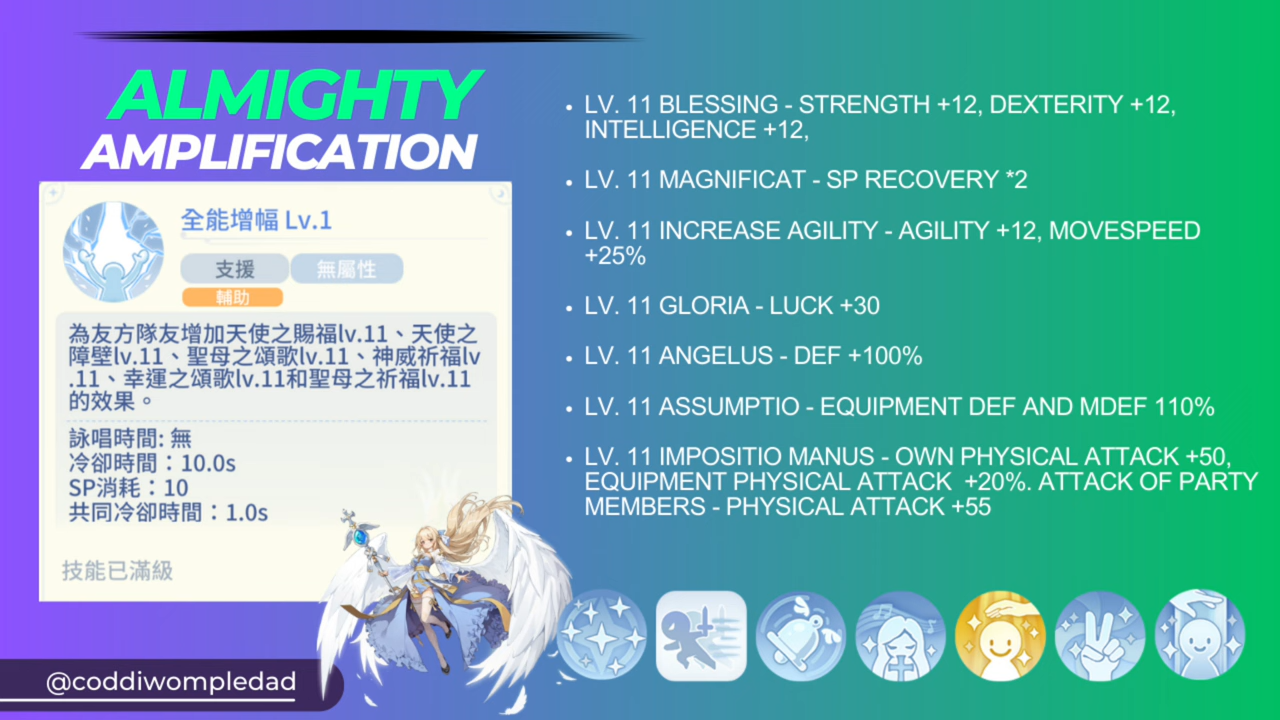 ALMIGHTY
AMPLIFICATION
全能增幅 Lv.1
支援
無屬性
輔助
為友方隊友增加天使之賜福lv.11、天使之
障壁lv.11、聖母之頌歌lv.11、神威祈福lv
.11、幸運之頌歌lv.11和聖母之祈福lv.11
的效果。
詠唱時間: 無
冷卻時間：10.0s
SP消耗：10
共同冷卻時間：1.0s
技能已滿級
@coddiwompledad
• LV. 11 BLESSING - STRENGTH +12, DEXTERITY +12,
INTELLIGENCE +12,
• LV. 11 MAGNIFICAT - SP RECOVERY *2
• LV. 11 INCREASE AGILITY - AGILITY +12, MOVESPEED
+25%
• LV. 11 GLORIA - LUCK +30
• LV. 11 ANGELUS - DEF +100%
• LV. 11 ASSUMPTIO - EQUIPMENT DEF AND MDEF 110%
• LV. 11 IMPOSITIO MANUS - OWN PHYSICAL ATTACK +50,
EQUIPMENT PHYSICAL ATTACK  +20%. ATTACK OF PARTY
MEMBERS - PHYSICAL ATTACK +55